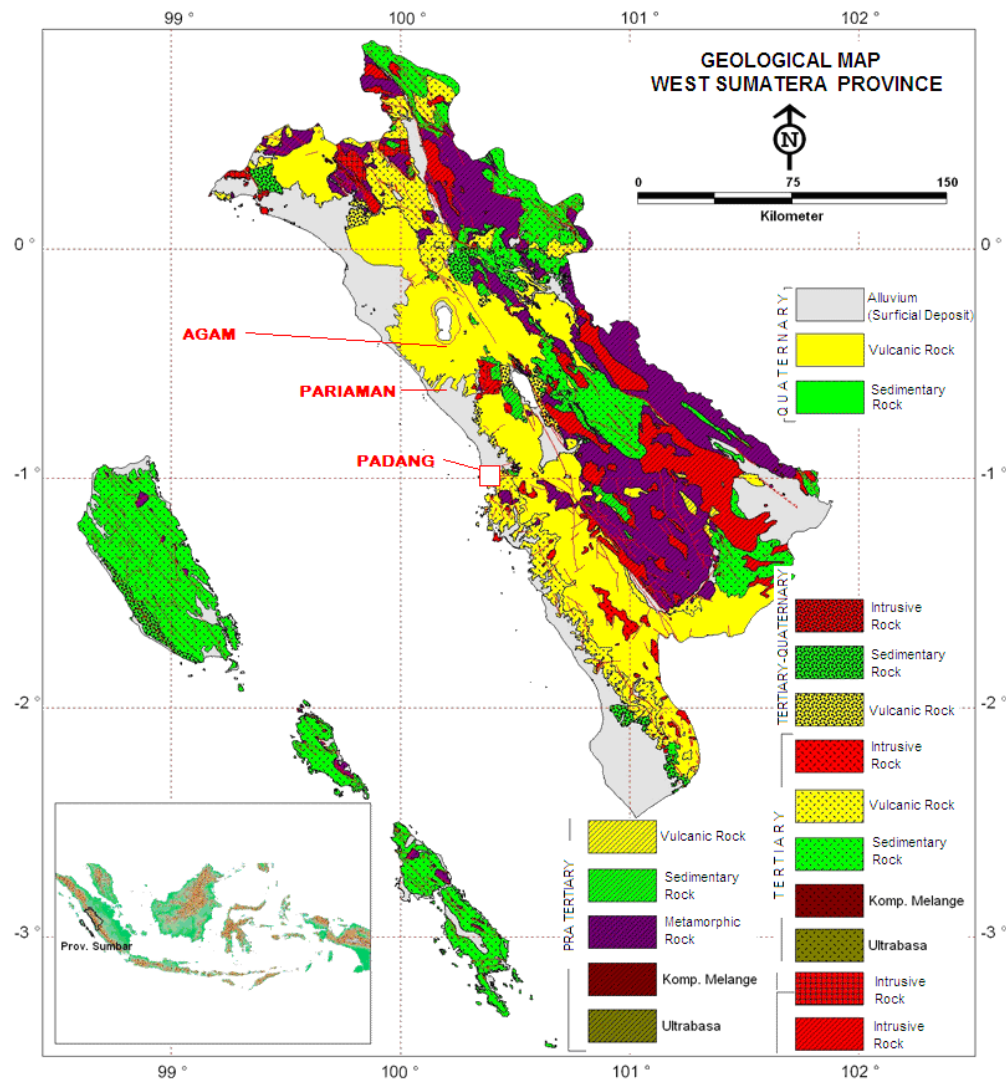 99 °
100 °
101 °
102 °
GEOLOGICAL MAP
WEST SUMATERA PROVINCE
N
0
75
150
Kilometer
0 °
0 °
QUATERNARY
Alluvium
(Surficial Deposit)
Vulcanic Rock
Sedimentary
Rock
AGAM
PARIAMAN
PADANG
-1 °
-1 °
TERTIARY-QUATERNARY
Intrusive
Rock
Sedimentary
Rock
Vulcanic
Rock
-2 °
-2 °
TERTIARY
Intrusive
Rock
Vulcanic
Rock
Sedimentary
Rock
Komp. Melange
Ultrabasa
Intrusive
Rock
Intrusive
Rock
PRA TERTIARY
Vulcanic Rock
Sedimentary
Rock
Metamorphic
Rock
Komp. Melange
Ultrabasa
-3 °
-3 °
Prov. Sumbar
99 °
100 °
101 °
102 °